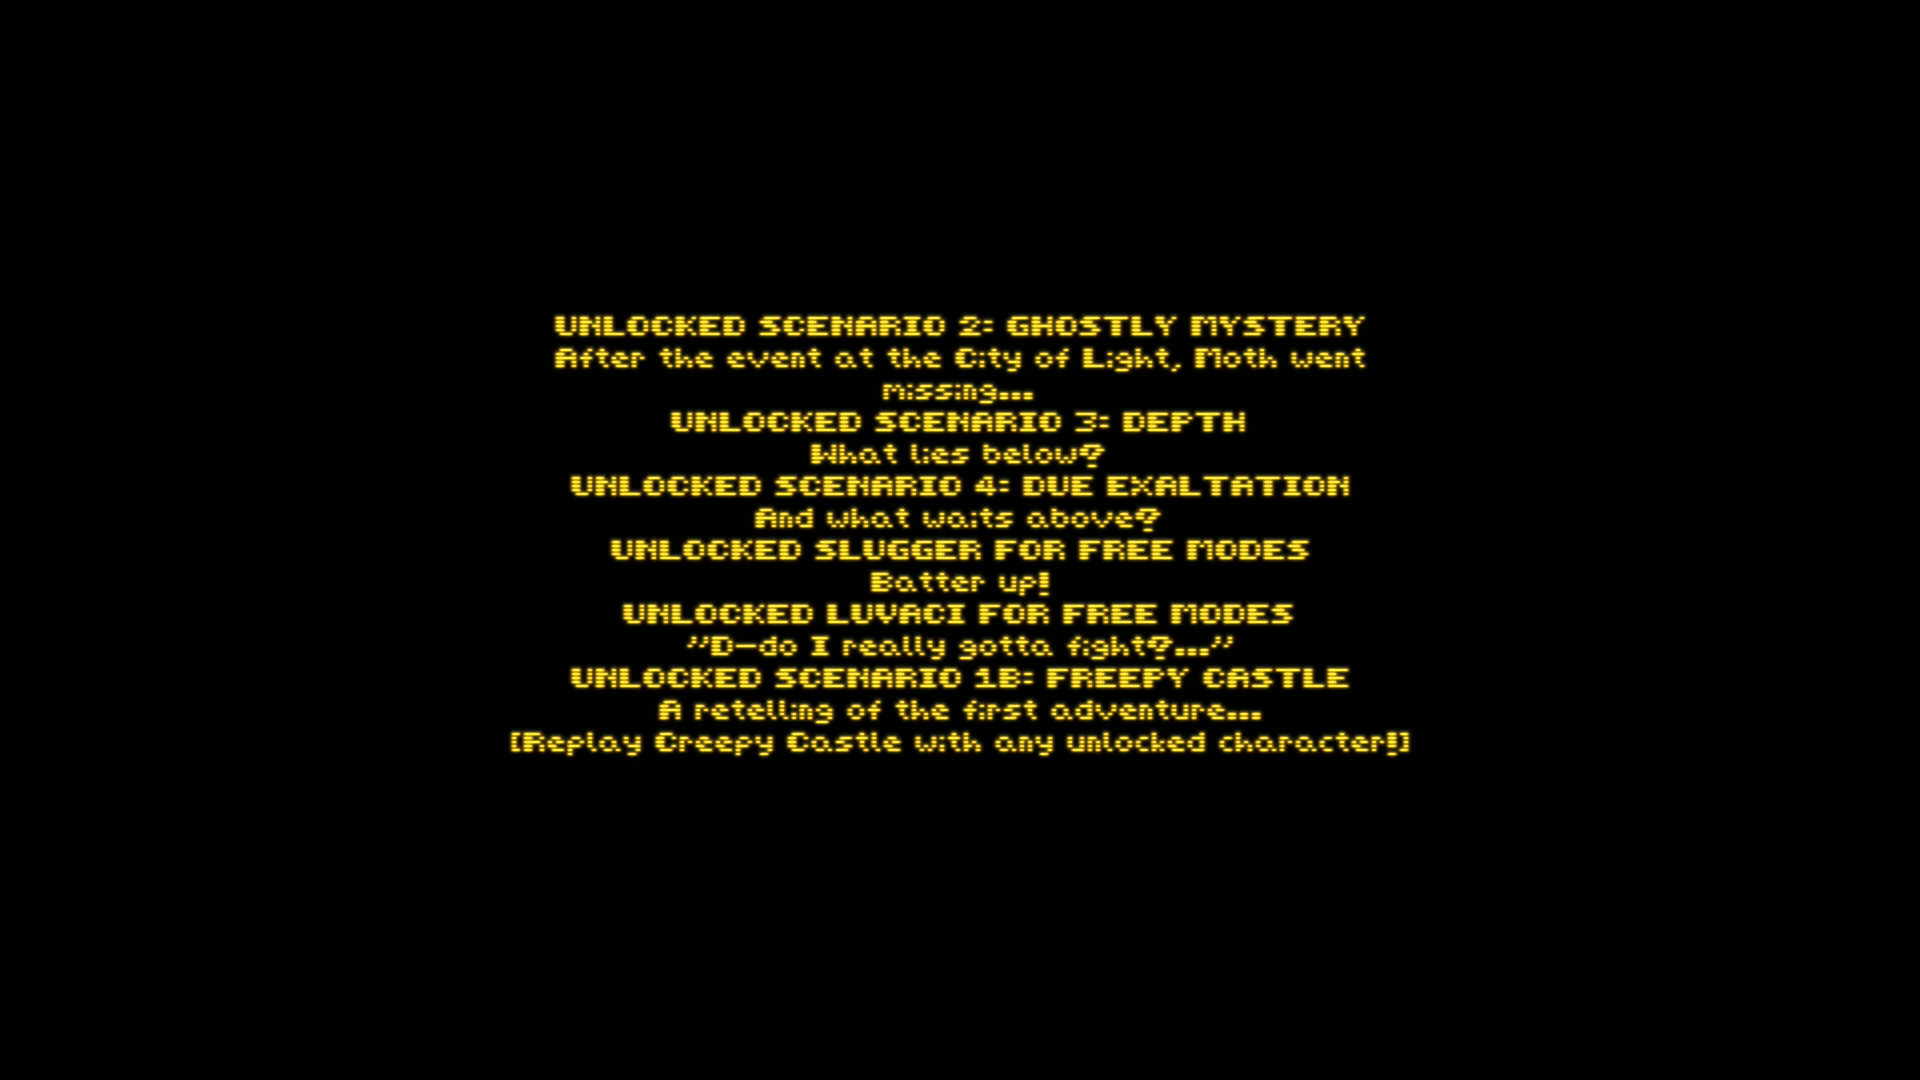 UNLOCKED SCENARIO 2: GHOSTLY MYSTERY
After the event at the City of Light, Moth went
missing...
UNLOCKED SCENARIO 3: DEPTH
What lies below?
UNLOCKED SCENARIO 4: DUE EXALTATION
And what waits above?
UNLOCKED SLUGGER FOR FREE MODES
Batter up!
UNLOCKED LUVACI FOR FREE MODES
"D-do I really gotta fight?..."
UNLOCKED SCENARIO 1B: FREEPY CASTLE
A retelling of the first adventure...
[Replay Creepy Castle with any unlocked character!]